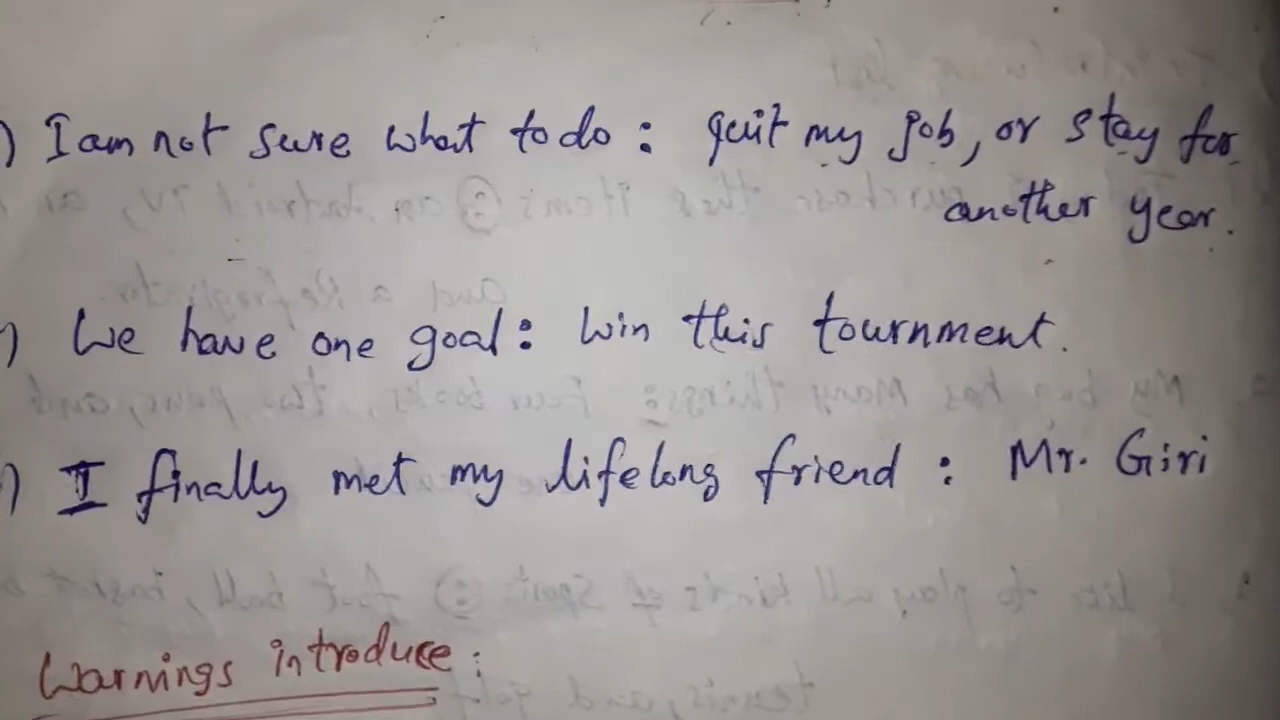 ) I am not sure what to do : quit my job, or stay for
another year.
) We have one goal : Win this tournment.
) I finally met my lifelong friend : Mr. Giri
Warnings introduce :